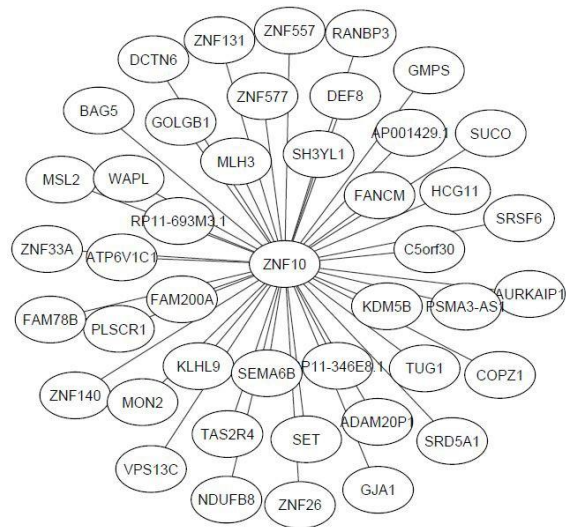 ZNF557
RANBP3
ZNF131
DCTN6
GMPS
ZNF577
DEF8
BAG5
GOLGB1
AP001429.1
SUCO
MLH3
SH3YL1
MSL2
WAPL
FANCM
HCG11
RP11-693M3.1
SRSF6
ZNF33A
ATP6V1C1
ZNF10
C5orf30
FAM78B
PLSCR1
FAM200A
KDM5B
PSMA3-AS1
AURKAIP1
ZNF140
MON2
KLHL9
SEMA6B
P11-346E8.1
TUG1
COPZ1
TAS2R4
SET
ADAM20P1
SRD5A1
VPS13C
NDUFB8
ZNF26
GJA1